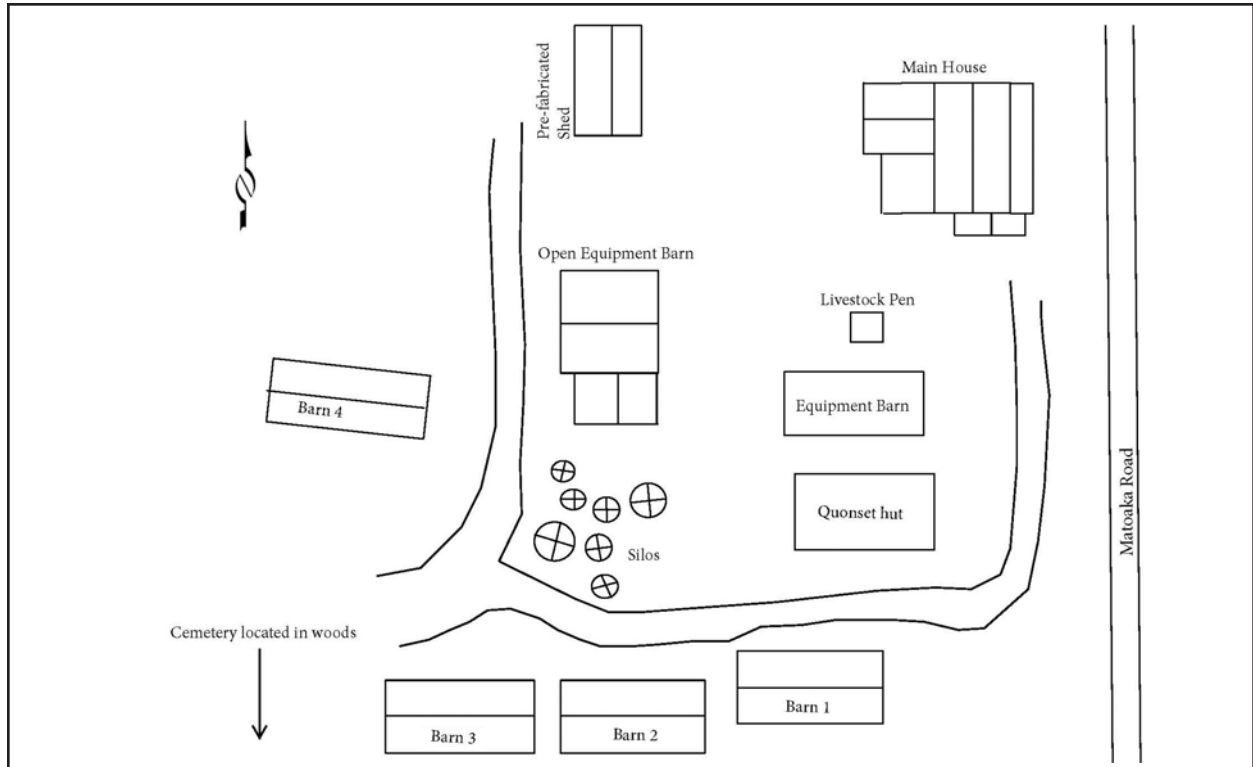 Pre-fabricated
Shed
Main House
Open Equipment Barn
Livestock Pen
Barn 4
Equipment Barn
Quonset hut
Silos
Matoaka Road
Cemetery located in woods
Barn 1
Barn 2
Barn 3